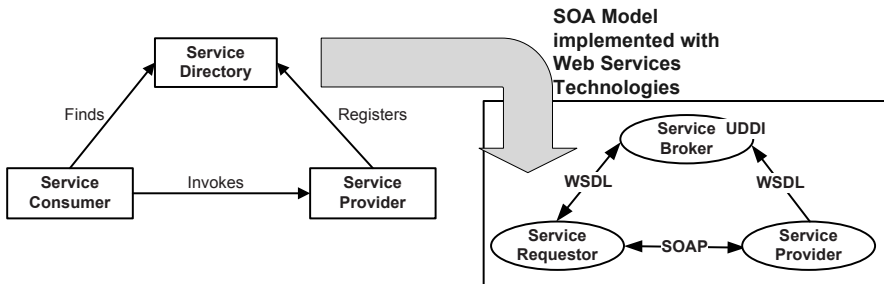 Service
Directory
Finds
Registers
Service
Consumer
Invokes
Service
Provider
SOA Model
implemented with
Web Services
Technologies
Service UDDI
Broker
WSDL
WSDL
Service
Requestor
SOAP
Service
Provider